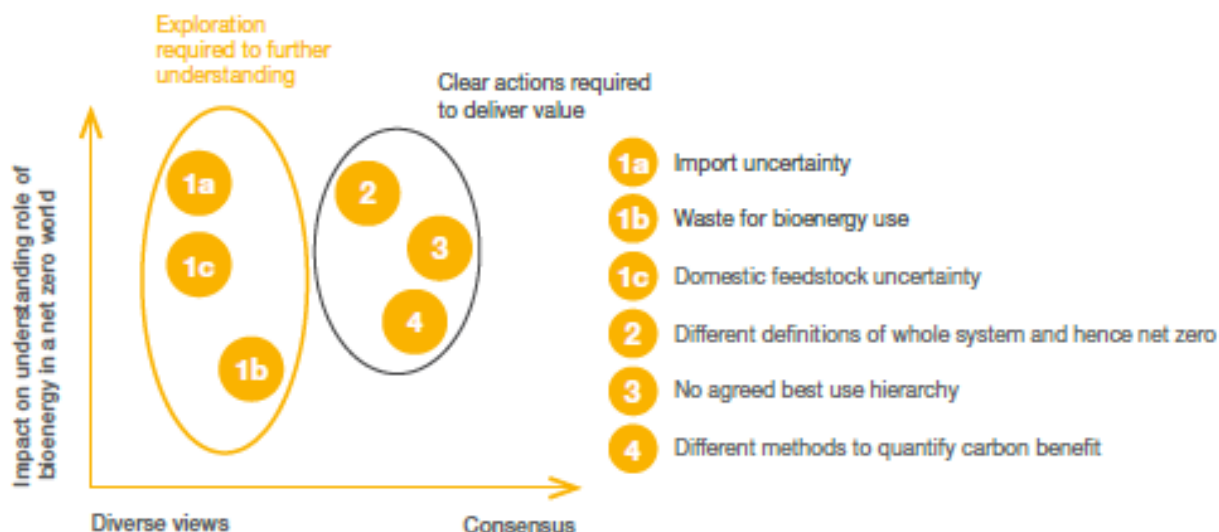 Exploration
required to further
understanding
Clear actions required
to deliver value
Impact on understanding role of
bioenergy in a net zero world
1a
1c
1b
2
3
4
Diverse views
Consensus
1a Import uncertainty
1b Waste for bioenergy use
1c Domestic feedstock uncertainty
2 Different definitions of whole system and hence net zero
3 No agreed best use hierarchy
4 Different methods to quantify carbon benefit